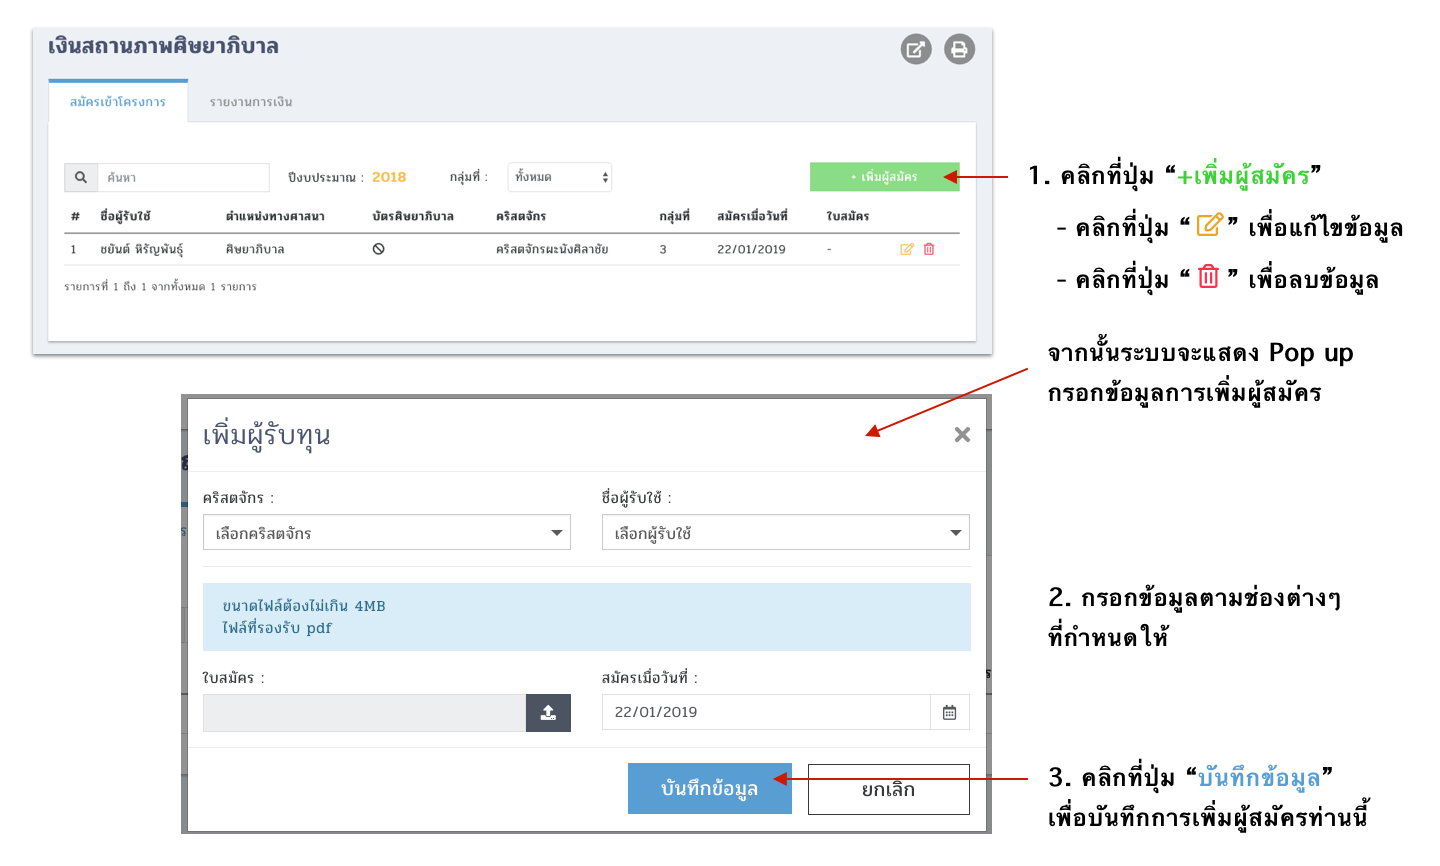 เงินสถานภาพศิษยาภิบาล
สมัครเข้าโครงการ รายงานการเงิน
ค้นหา ปีงบประมาณ : 2018 กลุ่มที่ : ทั้งหมด + เพิ่มผู้สมัคร
# ชื่อผู้รับใช้ ตำแหน่งทางศาสนา บัตรศิษยาภิบาล คริสตจักร กลุ่มที่ สมัครเมื่อวันที่ ใบสมัคร
1 ชยันต์ หิรัญพันธุ์ ศิษยาภิบาล คริสตจักรผะนังศิลาชัย 3 22/01/2019 -
รายการที่ 1 ถึง 1 จากทั้งหมด 1 รายการ
1. คลิกที่ปุ่ม “+เพิ่มผู้สมัคร”
- คลิกที่ปุ่ม “ ” เพื่อแก้ไขข้อมูล
- คลิกที่ปุ่ม “ ” เพื่อลบข้อมูล
จากนั้นระบบจะแสดง Pop up
กรอกข้อมูลการเพิ่มผู้สมัคร
เพิ่มผู้รับทุน
คริสตจักร : ชื่อผู้รับใช้ :
เลือกคริสตจักร เลือกผู้รับใช้
ขนาดไฟล์ต้องไม่เกิน 4MB
ไฟล์ที่รองรับ pdf
ใบสมัคร : สมัครเมื่อวันที่ :
22/01/2019
บันทึกข้อมูล ยกเลิก
2. กรอกข้อมูลตามช่องต่างๆ
ที่กำหนดให้
3. คลิกที่ปุ่ม “บันทึกข้อมูล”
เพื่อบันทึกการเพิ่มผู้สมัครท่านนี้